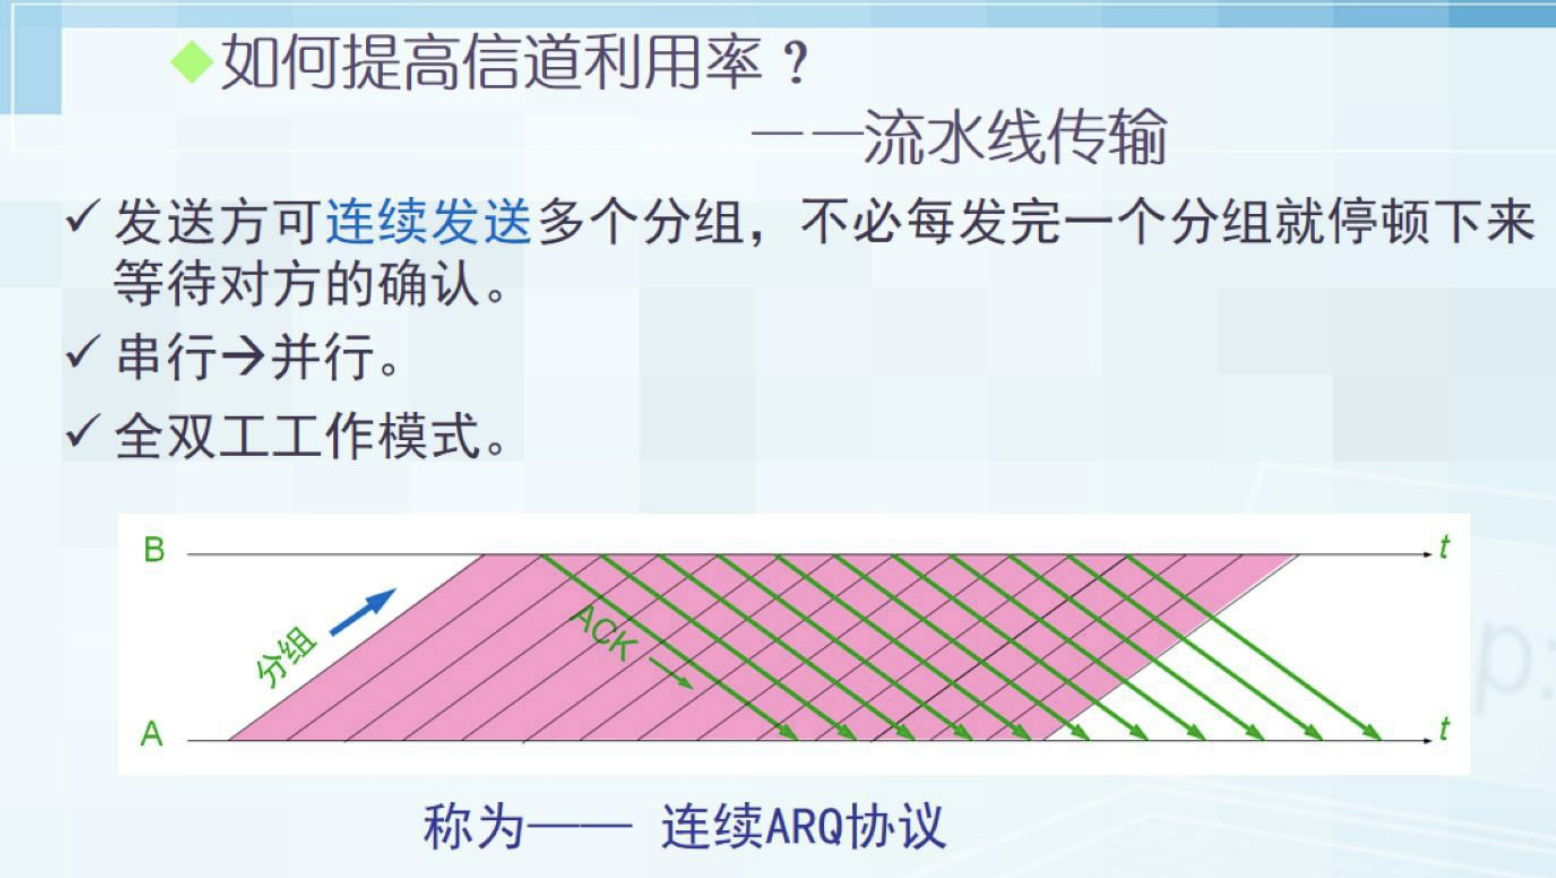 ◆如何提高信道利用率？
——流水线传输
✓ 发送方可连续发送多个分组，不必每发完一个分组就停顿下来
等待对方的确认。
✓ 串行→并行。
✓ 全双工工作模式。
B
t
分组
ACK
A
t
称为—— 连续ARQ协议
p: